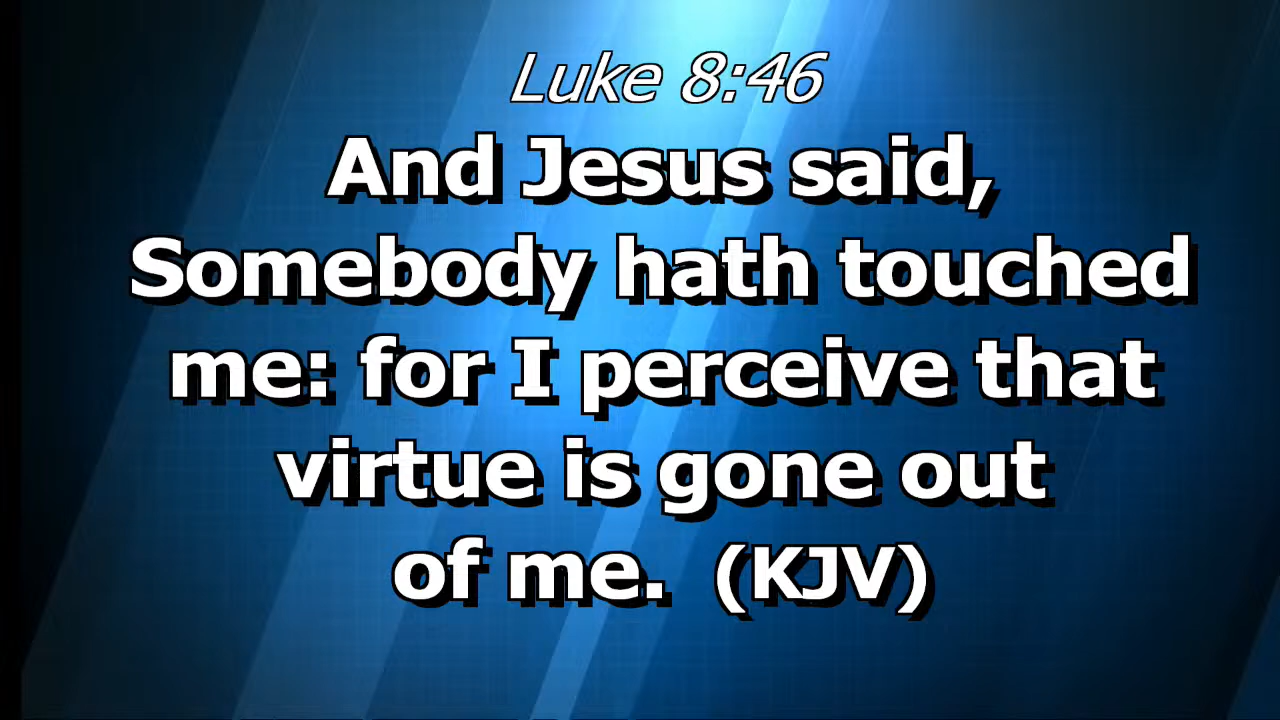 Luke 8:46
And Jesus said,
Somebody hath touched
me: for I perceive that
virtue is gone out
of me. (KJV)